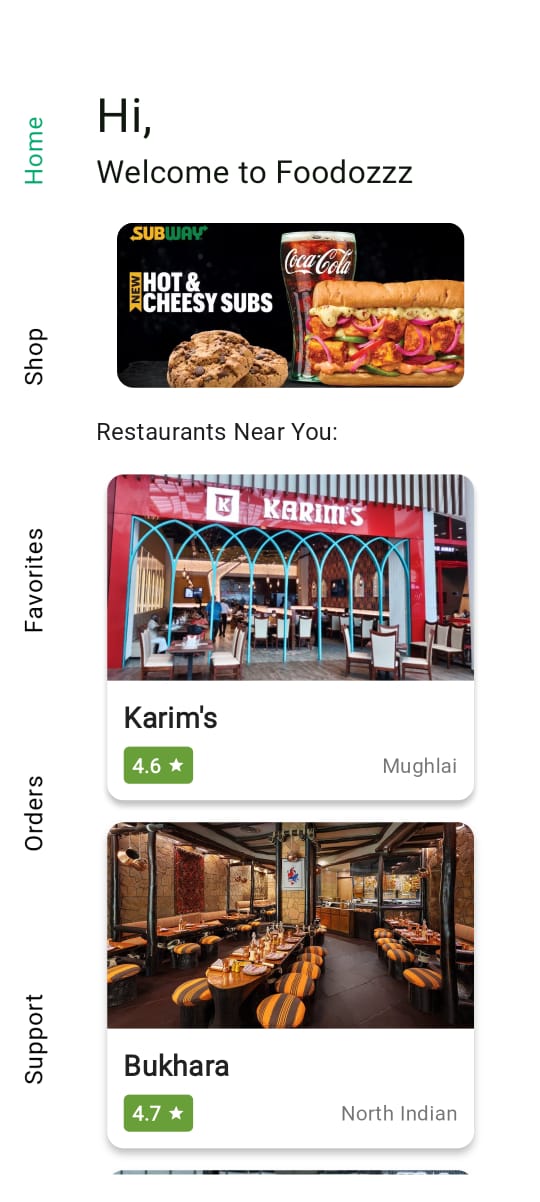 Hi,
Welcome to Foodozzz
Home
Shop
Favorites
Orders
Support
SUBWAY
NEW
HOT &
CHEESY SUBS
Coca-Cola
Restaurants Near You:
K KARIM'S
Karim's
4.6 ★
Mughlai
Bukhara
4.7 ★
North Indian